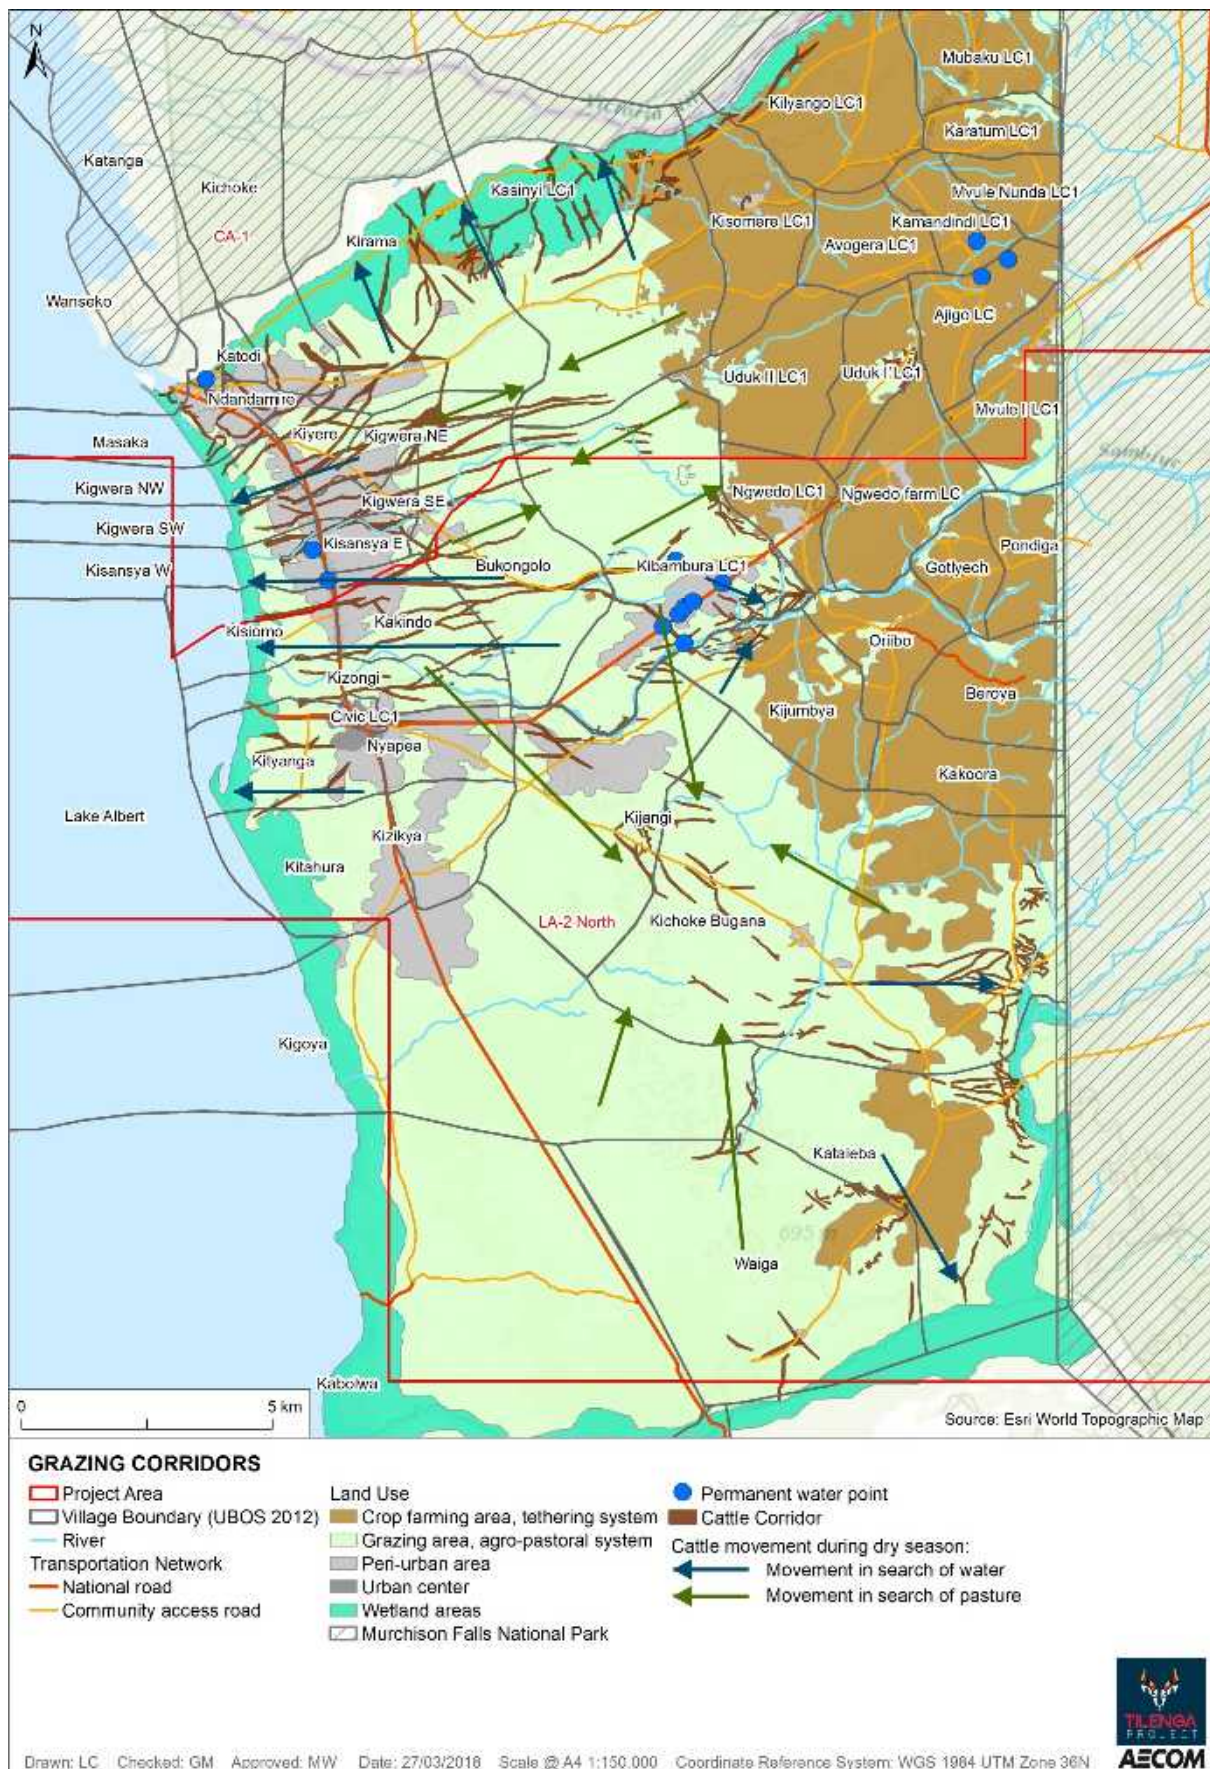 N
Mubaku LC1
Kilyango LC1
Karatum LC1
Katanga
Kichoke
Kasinyi LC1
Mvule Nunda LC1
CA-1
Kisomere LC1
Kamandindi LC1
Kirama
Avogera LC1
Wanseko
Ajigo LC
Katodi
Uduk II LC1
Uduk I LC1
Ndandamire
Mvule I LC1
Masaka
Kiyere
Kigwera NE
Kigwera NW
Kigwera SE
Ngwedo LC1
Ngwedo farm LC
Kigwera SW
Kisansya E
Pondiga
Kisansya W
Bukongolo
Kibambura LC1
Gotlyech
Kisiomo
Kakindo
Oriibo
Kizongi
Beroya
Civic LC1
Kijumbya
Nyapea
Kityanga
Kakoora
Lake Albert
Kijangi
Kizikya
Kitahura
LA-2 North
Kichoke Bugana
Kigoya
Kataleba
695 m
Waiga
Kabolwa
0
5 km
Source: Esri World Topographic Map
GRAZING CORRIDORS
Project Area
Village Boundary (UBOS 2012)
River
Transportation Network
National road
Community access road
Land Use
Crop farming area, tethering system
Grazing area, agro-pastoral system
Peri-urban area
Urban center
Wetland areas
Murchison Falls National Park
Permanent water point
Cattle Corridor
Cattle movement during dry season:
Movement in search of water
Movement in search of pasture
TILENGA
PROJECT
AECOM
Drawn: LC Checked: GM Approved: MW Date: 27/03/2018 Scale @ A4 1:150,000 Coordinate Reference System: WGS 1984 UTM Zone 36N